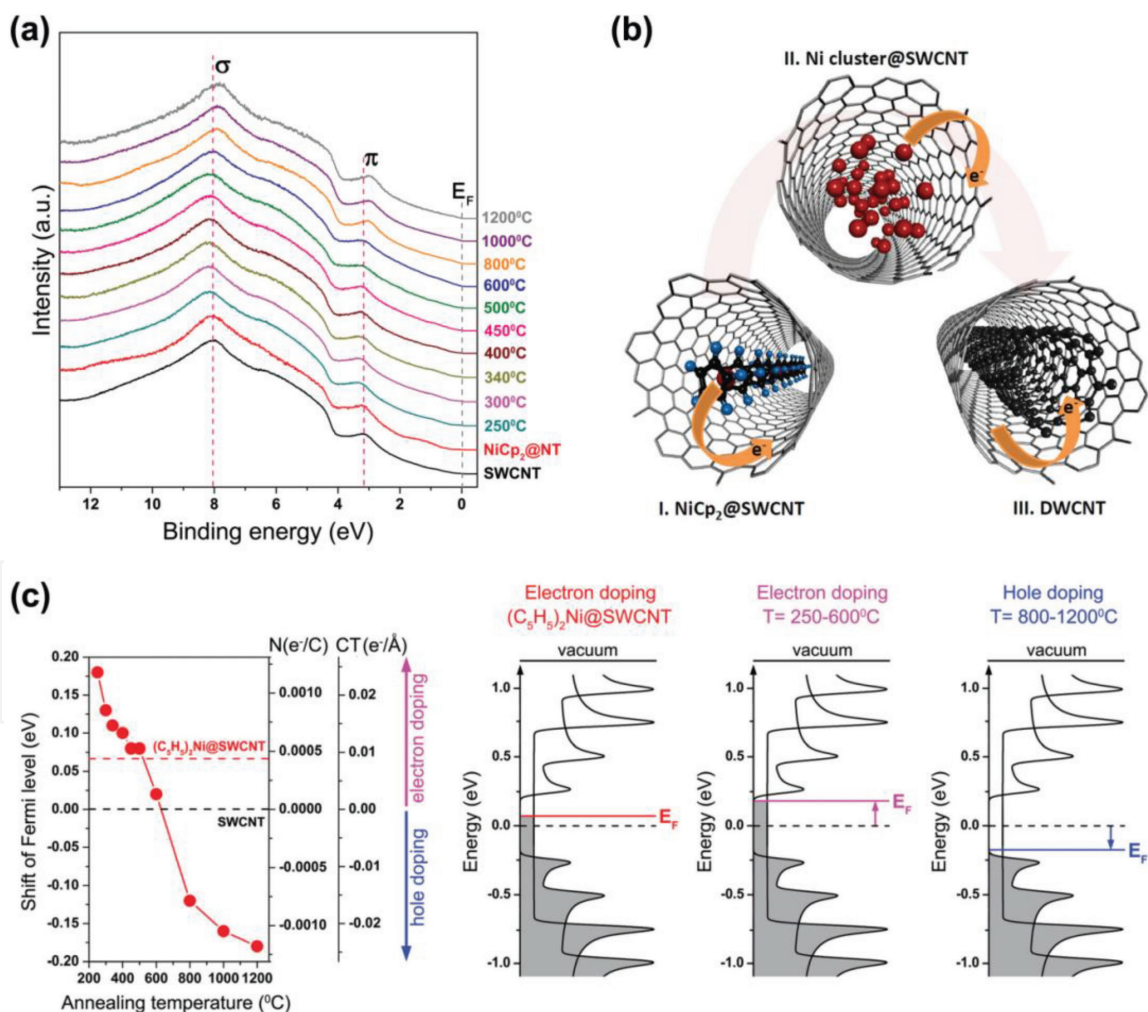 (a)
σ
π
E_F
1200⁰C
1000⁰C
800⁰C
600⁰C
500⁰C
450⁰C
400⁰C
340⁰C
300⁰C
250⁰C
NiCp₂@NT
SWCNT
Intensity (a.u.)
12 10 8 6 4 2 0
Binding energy (eV)
(b)
II. Ni cluster@SWCNT
e⁻
e⁻
e⁻
I. NiCp₂@SWCNT
III. DWCNT
(c)
N(e⁻/C) CT(e⁻/Å)
Shift of Fermi level (eV)
0.20
0.15
0.10
0.05
0.00
-0.05
-0.10
-0.15
-0.20
(C₅H₅)₂Ni@SWCNT
SWCNT
200 400 600 800 1000 1200
Annealing temperature (⁰C)
0.0010
0.0005
0.0000
-0.0005
-0.0010
0.02
0.01
0.00
-0.01
-0.02
electron doping
hole doping
Electron doping
(C₅H₅)₂Ni@SWCNT
vacuum
Energy (eV)
1.0
0.5
0.0
-0.5
-1.0
E_F
Electron doping
T= 250-600⁰C
vacuum
Energy (eV)
1.0
0.5
0.0
-0.5
-1.0
E_F
Hole doping
T= 800-1200⁰C
vacuum
Energy (eV)
1.0
0.5
0.0
-0.5
-1.0
E_F